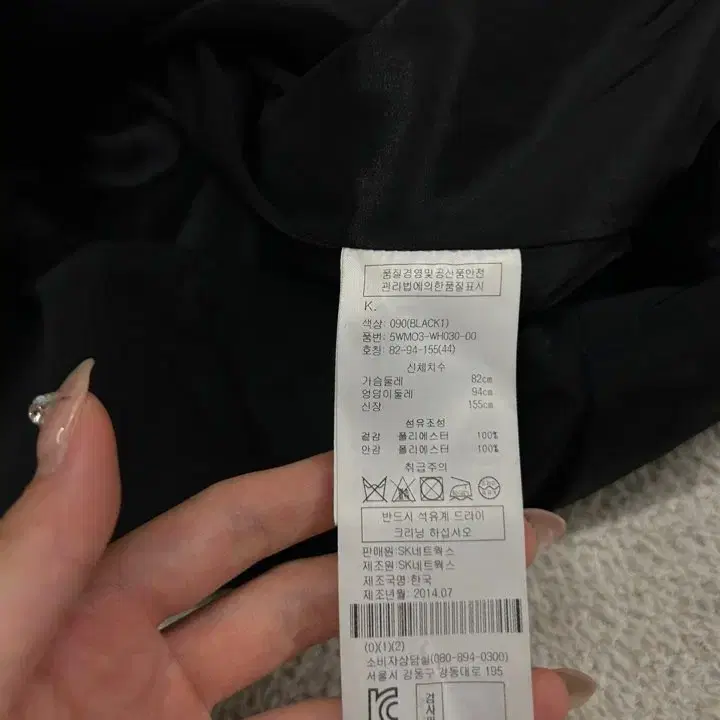 품질경영및공산품안전
관리법에의한품질표시
K.
색상: 090(BLACK1)
품번: 5WMO3-WH030-00
호칭: 82-94-155(44)
신체치수
가슴둘레 82cm
엉덩이둘레 94cm
신장 155cm
섬유조성
겉감 폴리에스터 100%
안감 폴리에스터 100%
취급주의
반드시 석유계 드라이
크리닝 하십시오
판매원:SK네트웍스
제조원:SK네트웍스
제조국명:한국
제조년월:2014.07
(0)(1)(2)
소비자상담실(080-894-0300)
서울시 강동구 강동대로 195
검사